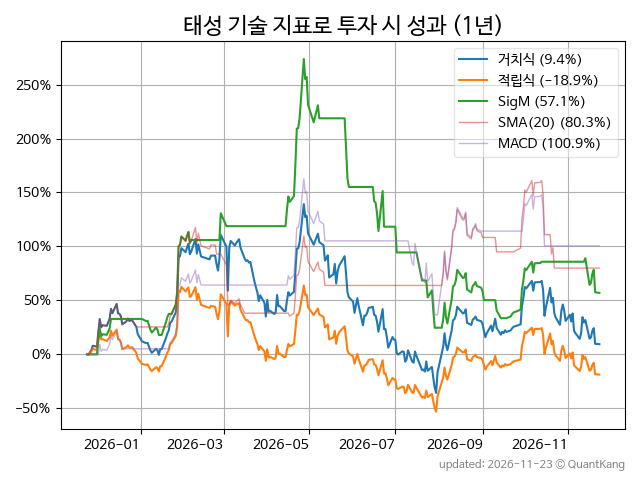 태성 기술 지표로 투자 시 성과 (1년)
거치식 (9.4%)
적립식 (−18.9%)
SigM (57.1%)
SMA(20) (80.3%)
MACD (100.9%)
250%
200%
150%
100%
50%
0%
−50%
2026-01 2026-03 2026-05 2026-07 2026-09 2026-11
updated: 2026-11-23 © QuantKang